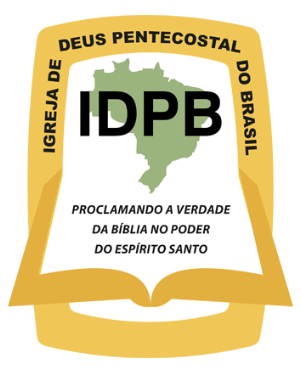 IGREJA DE DEUS PENTECOSTAL DO BRASIL
IDPB
PROCLAMANDO A VERDADE
DA BÍBLIA NO PODER
DO ESPÍRITO SANTO